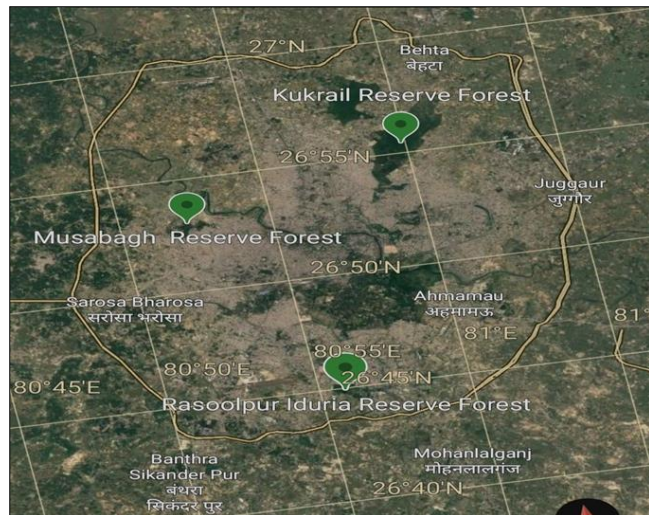 27°N
Behta
बेहटा
Kukrail Reserve Forest
26°55'N
Juggaur
जुग्गौर
Musabagh Reserve Forest
26°50'N
Sarosa Bharosa
सरोसा भरोसा
Ahmamau
अहमामऊ
81°
81°E
80°55'E
80°50'E
26°45'N
80°45'E
Rasoolpur Iduria Reserve Forest
Banthra
Sikander Pur
बंथरा
सिकंदर पुर
Mohanlalganj
मोहनलालगंज
26°40'N